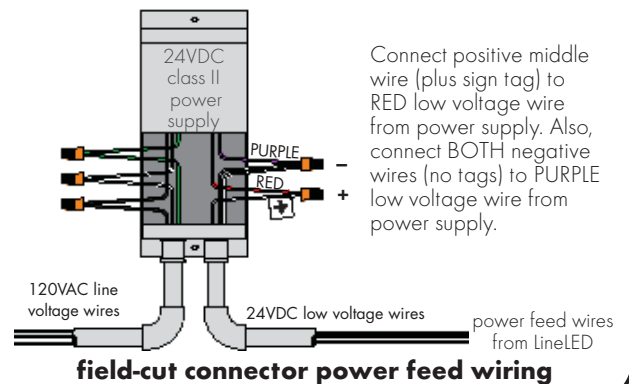 24VDC
class II
power
supply
PURPLE
–
RED
+
+
Connect positive middle
wire (plus sign tag) to
RED low voltage wire
from power supply. Also,
connect BOTH negative
wires (no tags) to PURPLE
low voltage wire from
power supply.
120VAC line
voltage wires
24VDC low voltage wires
power feed wires
from LineLED
field-cut connector power feed wiring